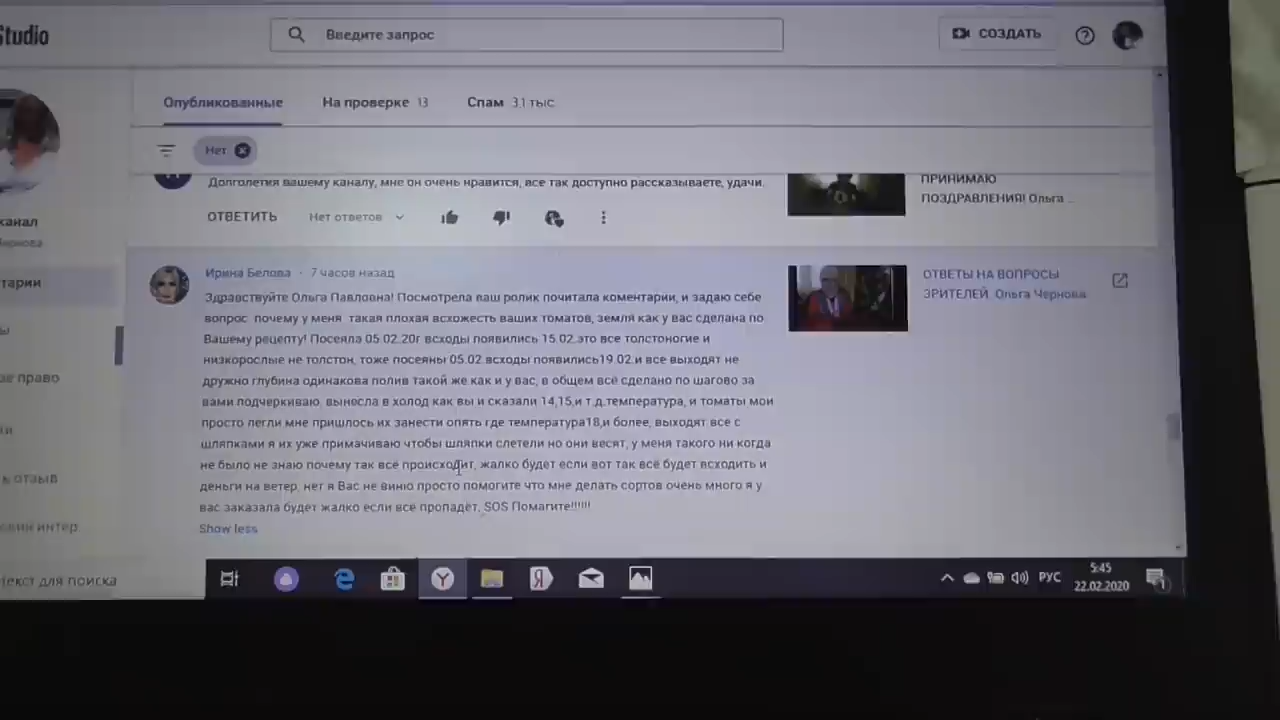 Studio
Введите запрос
СОЗДАТЬ
Опубликованные
На проверке 13
Спам 3,1 тыс.
Нет
Долголетия вашему каналу, мне он очень нравится, все так доступно рассказываете, удачи.
ПРИНИМАЮ
ПОЗДРАВЛЕНИЯ! Ольга ...
ОТВЕТИТЬ
Нет ответов
канал
Чернова
тарии
ое право
ь отзыв
текст для поиска
Ирина Белова · 7 часов назад
Здравствуйте Ольга Павловна! Посмотрела ваш ролик почитала коментарии, и задаю себе
вопрос почему у меня такая плохая всхожесть ваших томатов, земля как у вас сделана по
Вашему рецепту! Посеяла 05.02.20г всходы появились 15.02.это все толстоногие и
низкорослые не толстон, тоже посеяны 05.02.всходы появились19.02.и все выходят не
дружно глубина одинакова полив такой же как и у вас, в общем всё сделано по шагово за
вами подчеркиваю, вынесла в холод как вы и сказали 14,15,и т.д.температура, и томаты мои
просто легли мне пришлось их занести опять где температура18,и более, выходят все с
шляпками я их уже примачиваю чтобы шляпки слетели но они весят, у меня такого ни когда
не было не знаю почему так всё происходит, жалко будет если вот так всё будет всходить и
деньги на ветер, нет я Вас не виню просто помогите что мне делать сортов очень много я у
вас заказала будет жалко если все пропадёт, SOS Помагите!!!!!!
Show less
ОТВЕТЫ НА ВОПРОСЫ
ЗРИТЕЛЕЙ Ольга Чернова
РУС
5:45
22.02.2020
1